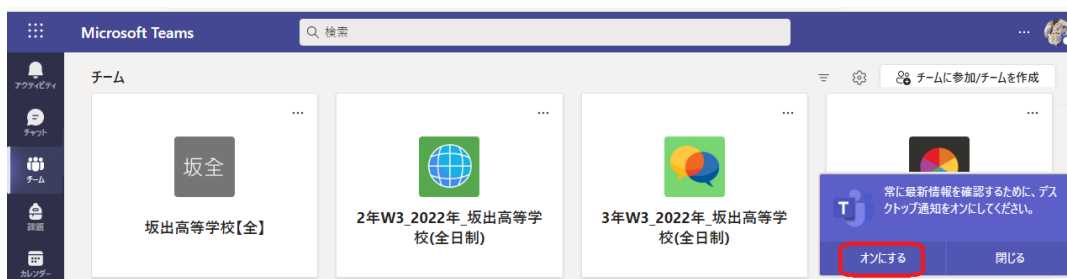 Microsoft Teams
検索
...
アクティビティ
チャット
チーム
課題
カレンダー
チーム
チームに参加/チームを作成
...
坂全
坂出高等学校【全】
...
2年W3_2022年_坂出高等学
校(全日制)
...
3年W3_2022年_坂出高等学
校(全日制)
...
T
常に最新情報を確認するために、デス
クトップ通知をオンにしてください。
オンにする
閉じる